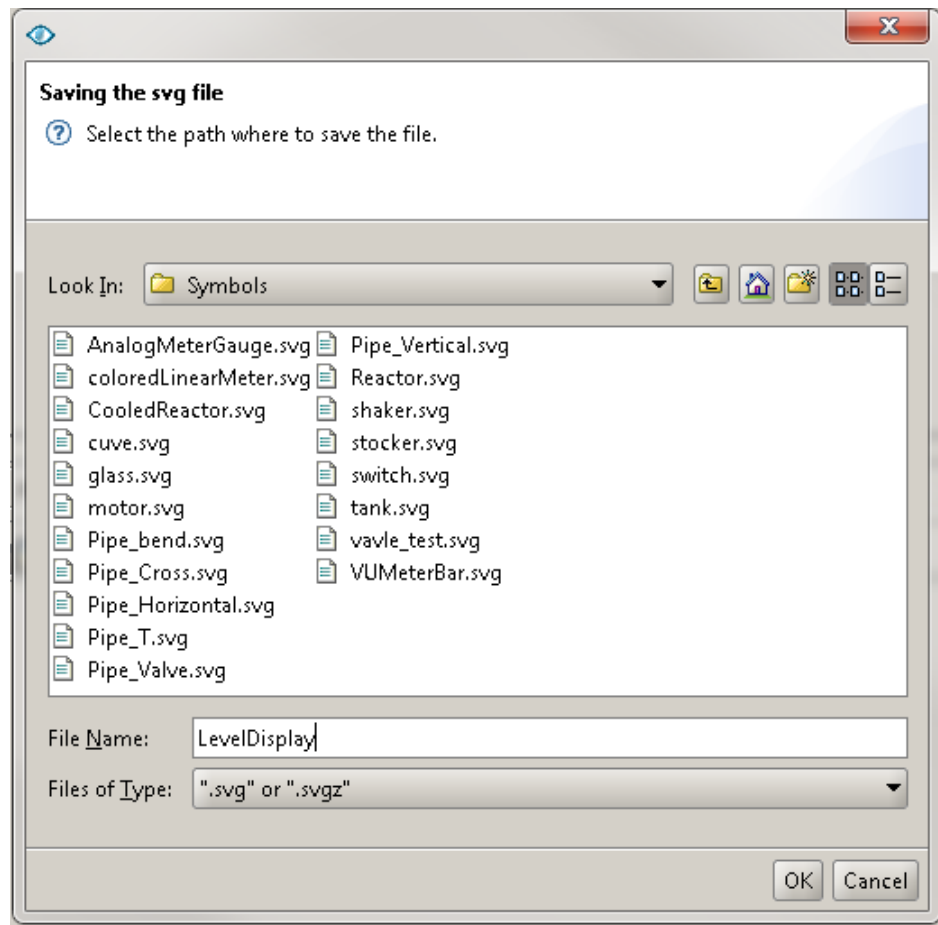 Saving the svg file
Select the path where to save the file.
Look In: Symbols
AnalogMeterGauge.svg
coloredLinearMeter.svg
CooledReactor.svg
cuve.svg
glass.svg
motor.svg
Pipe_bend.svg
Pipe_Cross.svg
Pipe_Horizontal.svg
Pipe_T.svg
Pipe_Valve.svg
Pipe_Vertical.svg
Reactor.svg
shaker.svg
stocker.svg
switch.svg
tank.svg
vavle_test.svg
VUMeterBar.svg
File Name: LevelDisplay
Files of Type: ".svg" or ".svgz"
OK Cancel